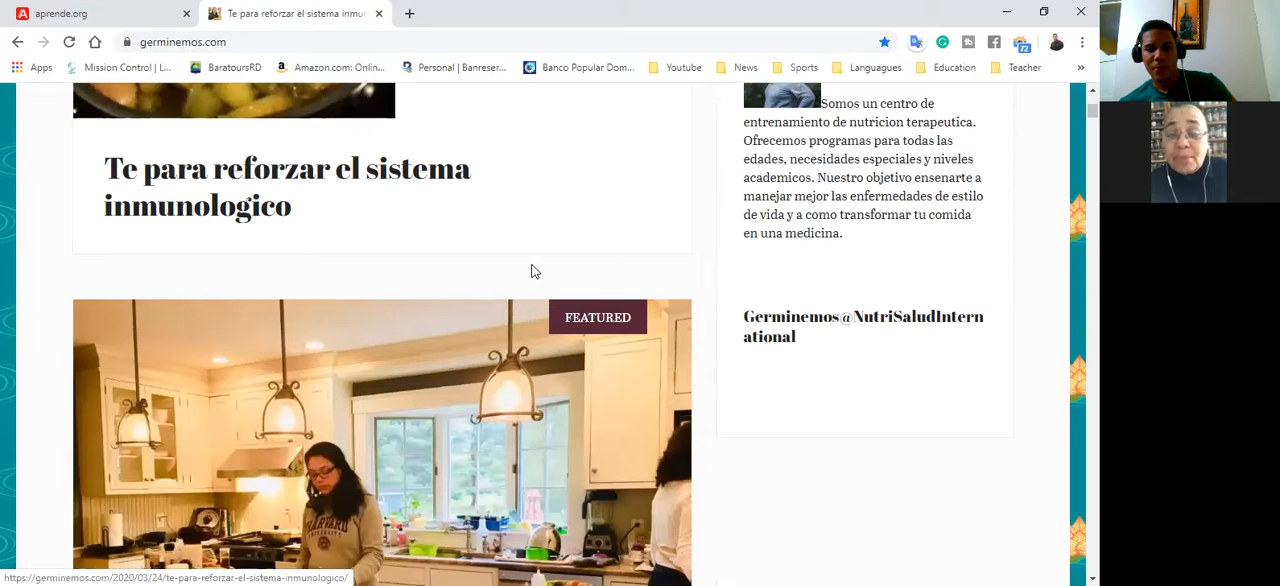 aprende.org
Te para reforzar el sistema inmu
germinemos.com
72
Apps
Mission Control | L...
BaratoursRD
Amazon.com: Onlin...
Personal | Banreser...
Banco Popular Dom...
Youtube
News
Sports
Languagues
Education
Teacher
»
Te para reforzar el sistema
inmunologico
FEATURED
HARVARD
UNIVERSITY
Somos un centro de
entrenamiento de nutricion terapeutica.
Ofrecemos programas para todas las
edades, necesidades especiales y niveles
academicos. Nuestro objetivo ensenarte a
manejar mejor las enfermedades de estilo
de vida y a como transformar tu comida
en una medicina.
Germinemos@NutriSaludIntern
ational
https://germinemos.com/2020/03/24/te-para-reforzar-el-sistema-inmunologico/